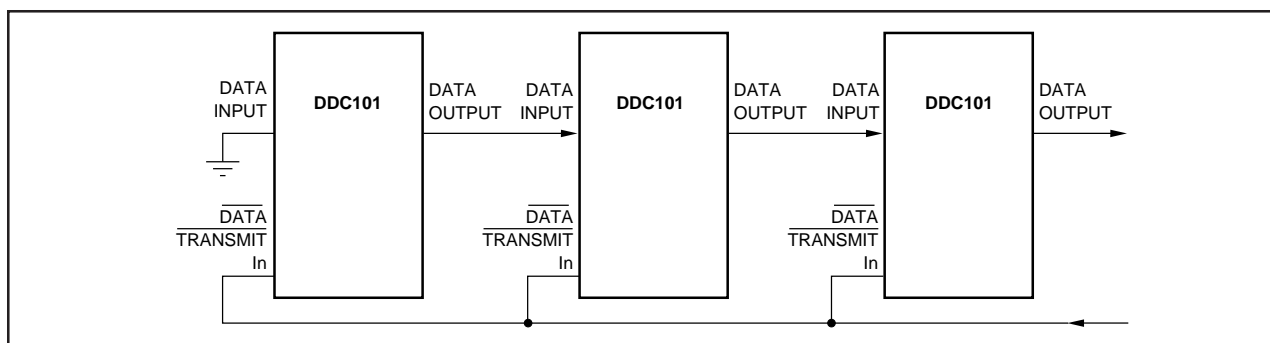 DATA
INPUT
DDC101
DATA
OUTPUT
DATA
TRANSMIT
In
DATA
INPUT
DDC101
DATA
OUTPUT
DATA
TRANSMIT
In
DATA
INPUT
DDC101
DATA
OUTPUT
DATA
TRANSMIT
In